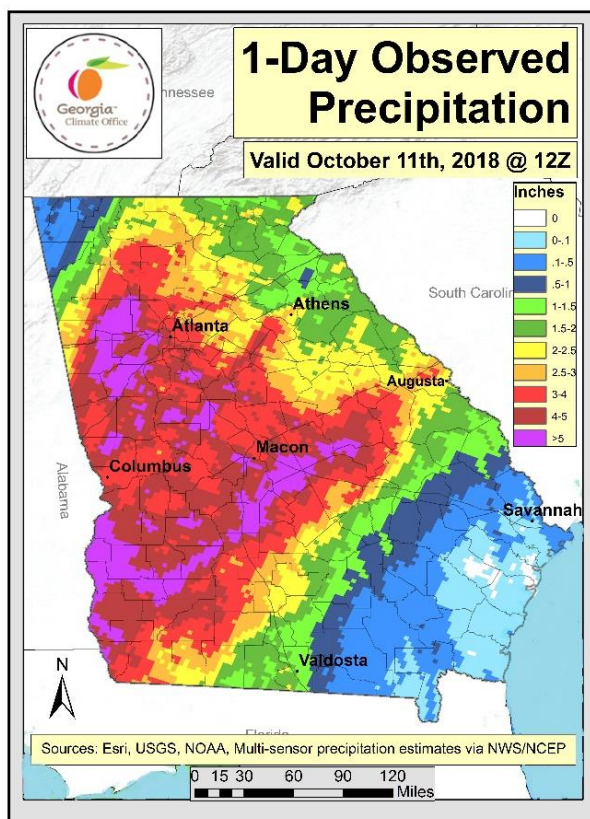 Georgia™
Climate Office
1-Day Observed
Precipitation
nnessee
Valid October 11th, 2018 @ 12Z
Inches
0
0-.1
.1-.5
.5-1
1-1.5
1.5-2
2-2.5
2.5-3
3-4
4-5
>5
South Carolin
Athens
Atlanta
Augusta
Macon
Columbus
Alabama
Savannah
Valdosta
N
Florida
Sources: Esri, USGS, NOAA, Multi-sensor precipitation estimates via NWS/NCEP
0 15 30 60 90 120
Miles